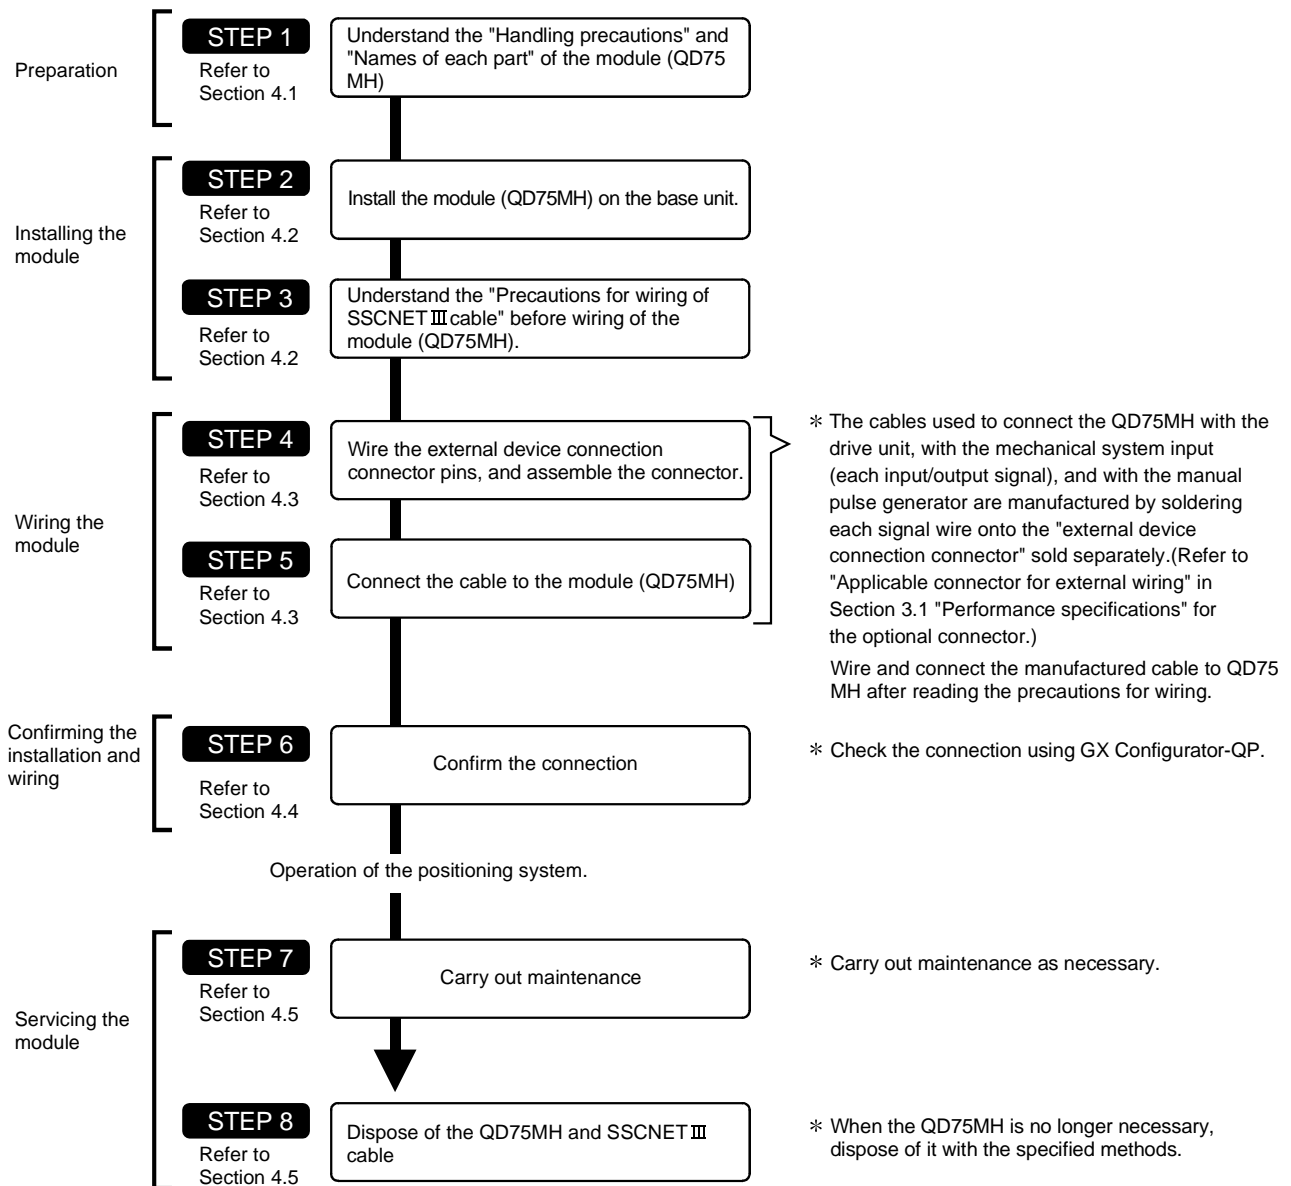 Preparation
STEP 1
Refer to
Section 4.1
Understand the "Handling precautions" and
"Names of each part" of the module (QD75
MH)
Installing the
module
STEP 2
Refer to
Section 4.2
Install the module (QD75MH) on the base unit.
STEP 3
Refer to
Section 4.2
Understand the "Precautions for wiring of
SSCNETⅢcable" before wiring of the
module (QD75MH).
Wiring the
module
STEP 4
Refer to
Section 4.3
Wire the external device connection
connector pins, and assemble the connector.
STEP 5
Refer to
Section 4.3
Connect the cable to the module (QD75MH)
* The cables used to connect the QD75MH with the
drive unit, with the mechanical system input
(each input/output signal), and with the manual
pulse generator are manufactured by soldering
each signal wire onto the "external device
connection connector" sold separately.(Refer to
"Applicable connector for external wiring" in
Section 3.1 "Performance specifications" for
the optional connector.)
Wire and connect the manufactured cable to QD75
MH after reading the precautions for wiring.
Confirming the
installation and
wiring
STEP 6
Refer to
Section 4.4
Confirm the connection
* Check the connection using GX Configurator-QP.
Operation of the positioning system.
Servicing the
module
STEP 7
Refer to
Section 4.5
Carry out maintenance
* Carry out maintenance as necessary.
STEP 8
Refer to
Section 4.5
Dispose of the QD75MH and SSCNETⅢ
cable
* When the QD75MH is no longer necessary,
dispose of it with the specified methods.